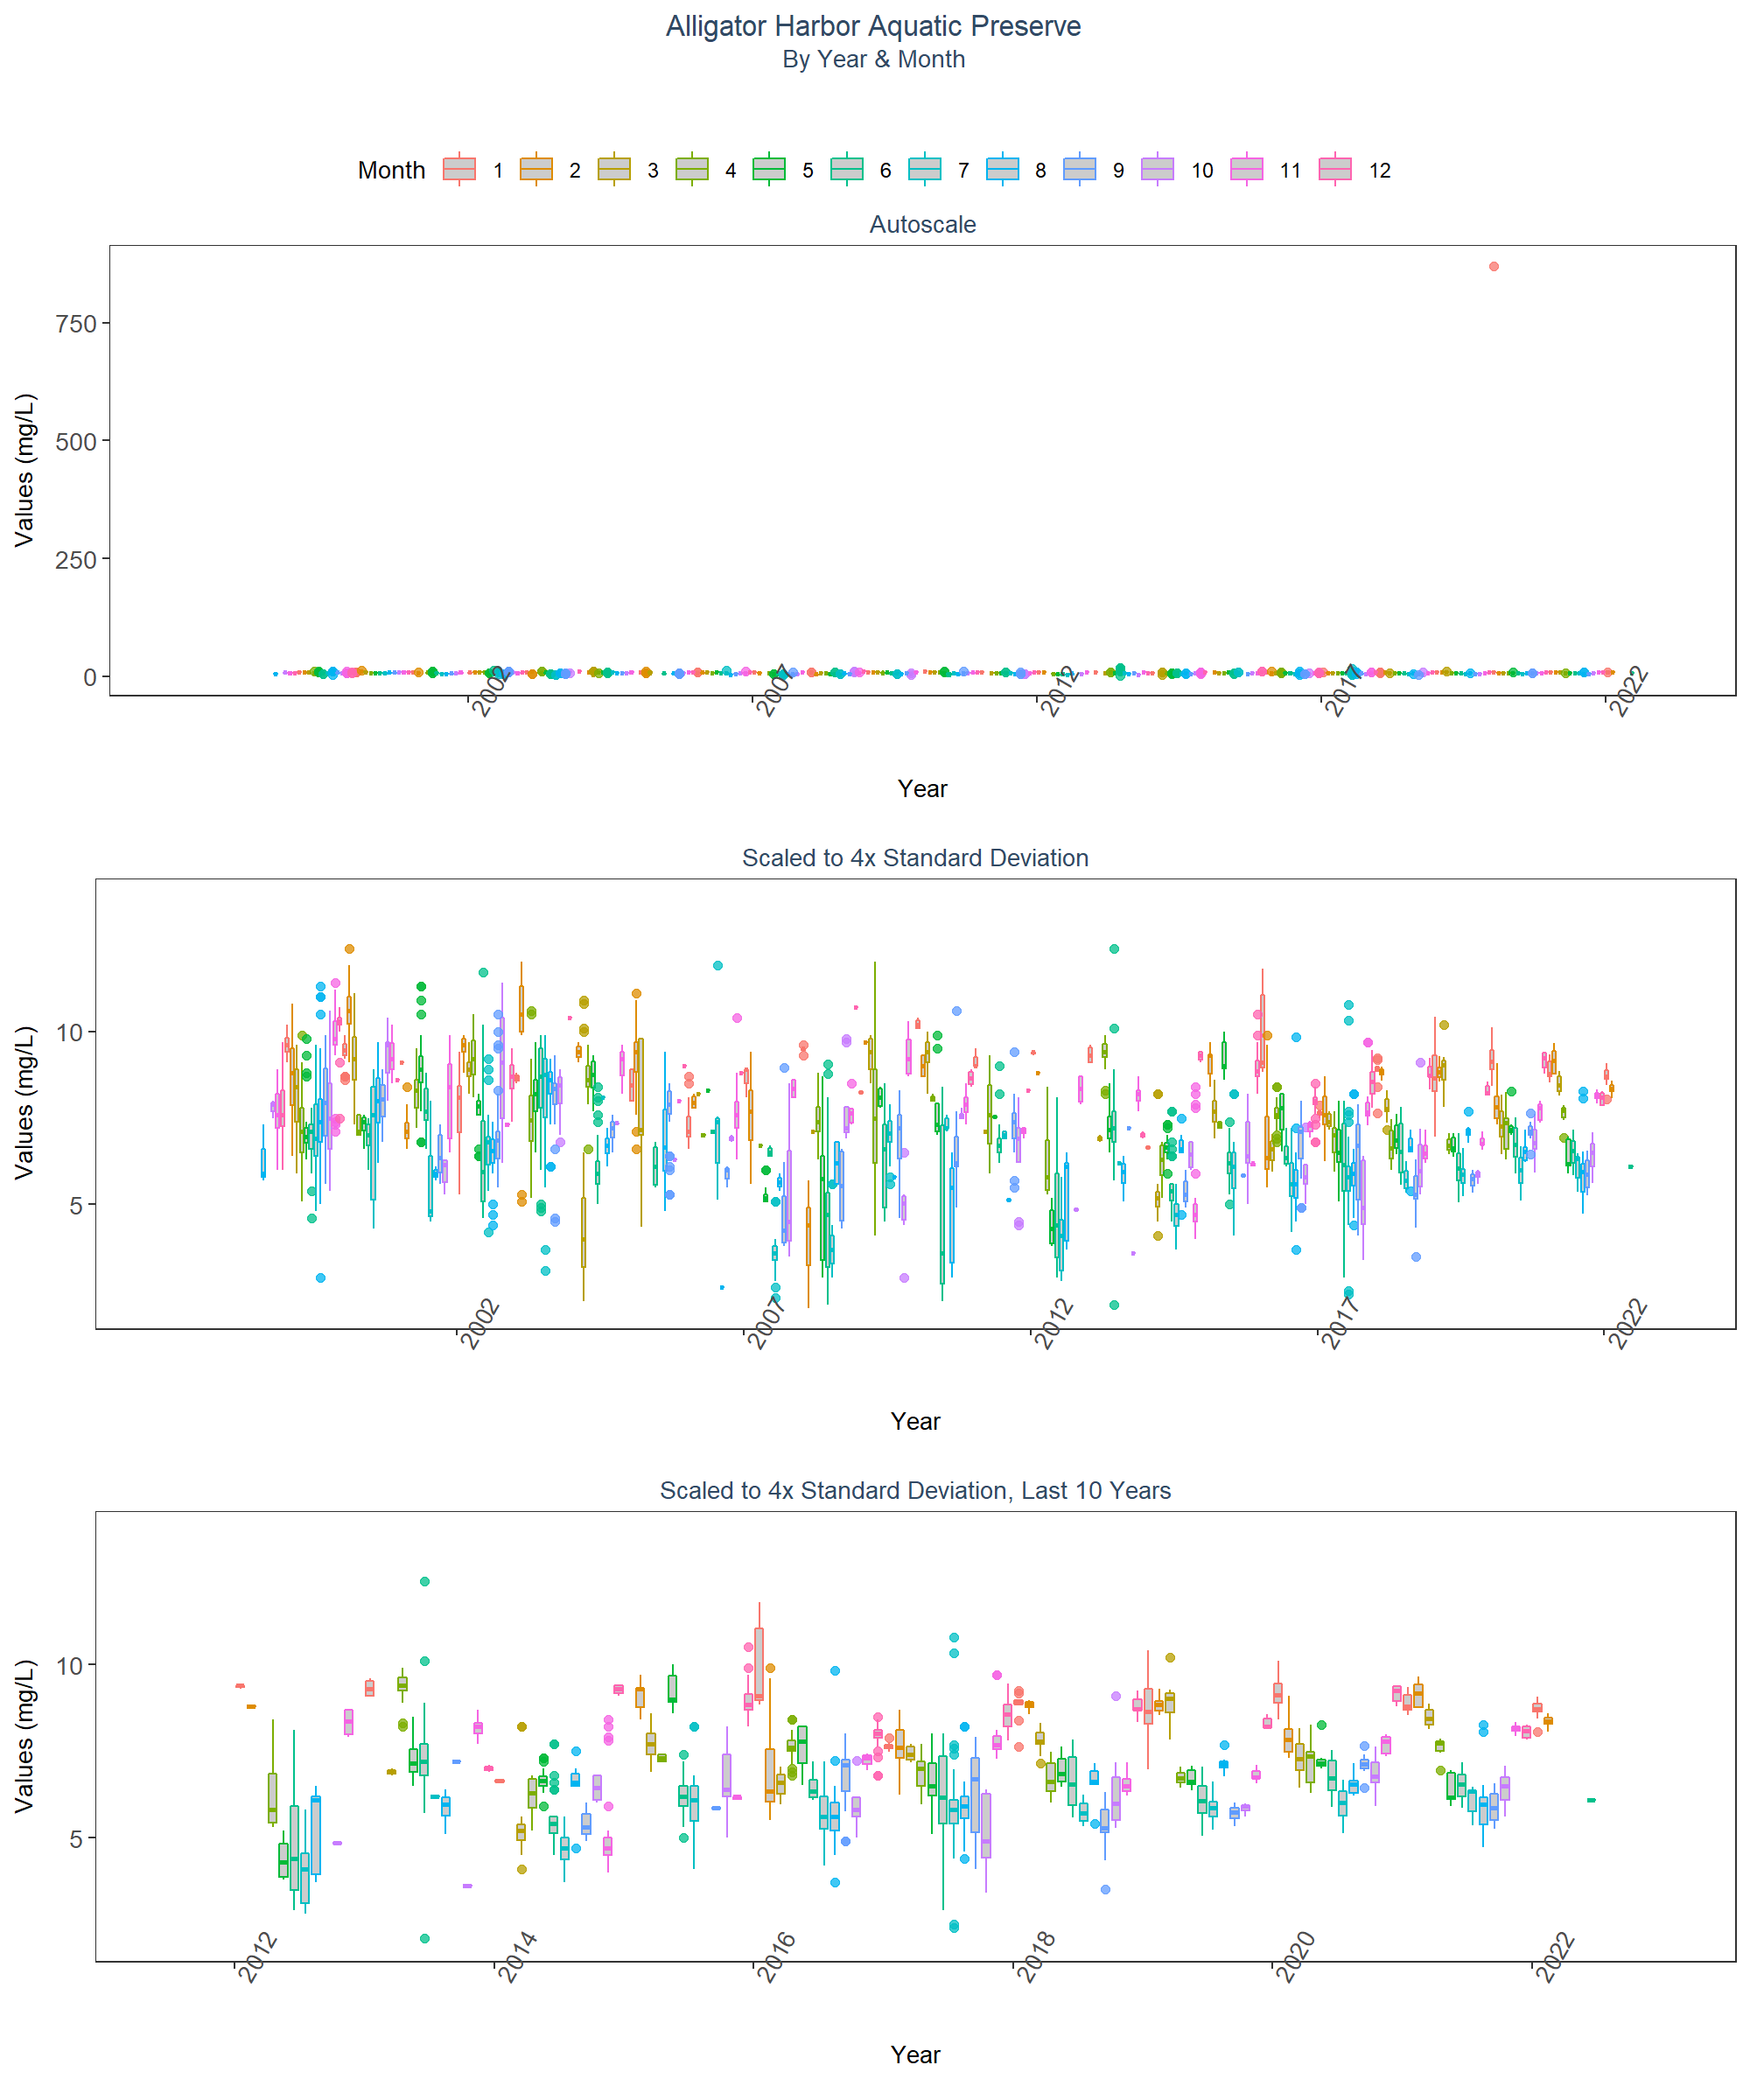 Alligator Harbor Aquatic Preserve
By Year & Month
Month 1 2 3 4 5 6 7 8 9 10 11 12
Autoscale
Values (mg/L)
750
500
250
0
2002 2007 2012 2017 2022
Year
Scaled to 4x Standard Deviation
Values (mg/L)
10
5
2002 2007 2012 2017 2022
Year
Scaled to 4x Standard Deviation, Last 10 Years
Values (mg/L)
10
5
2012 2014 2016 2018 2020 2022
Year